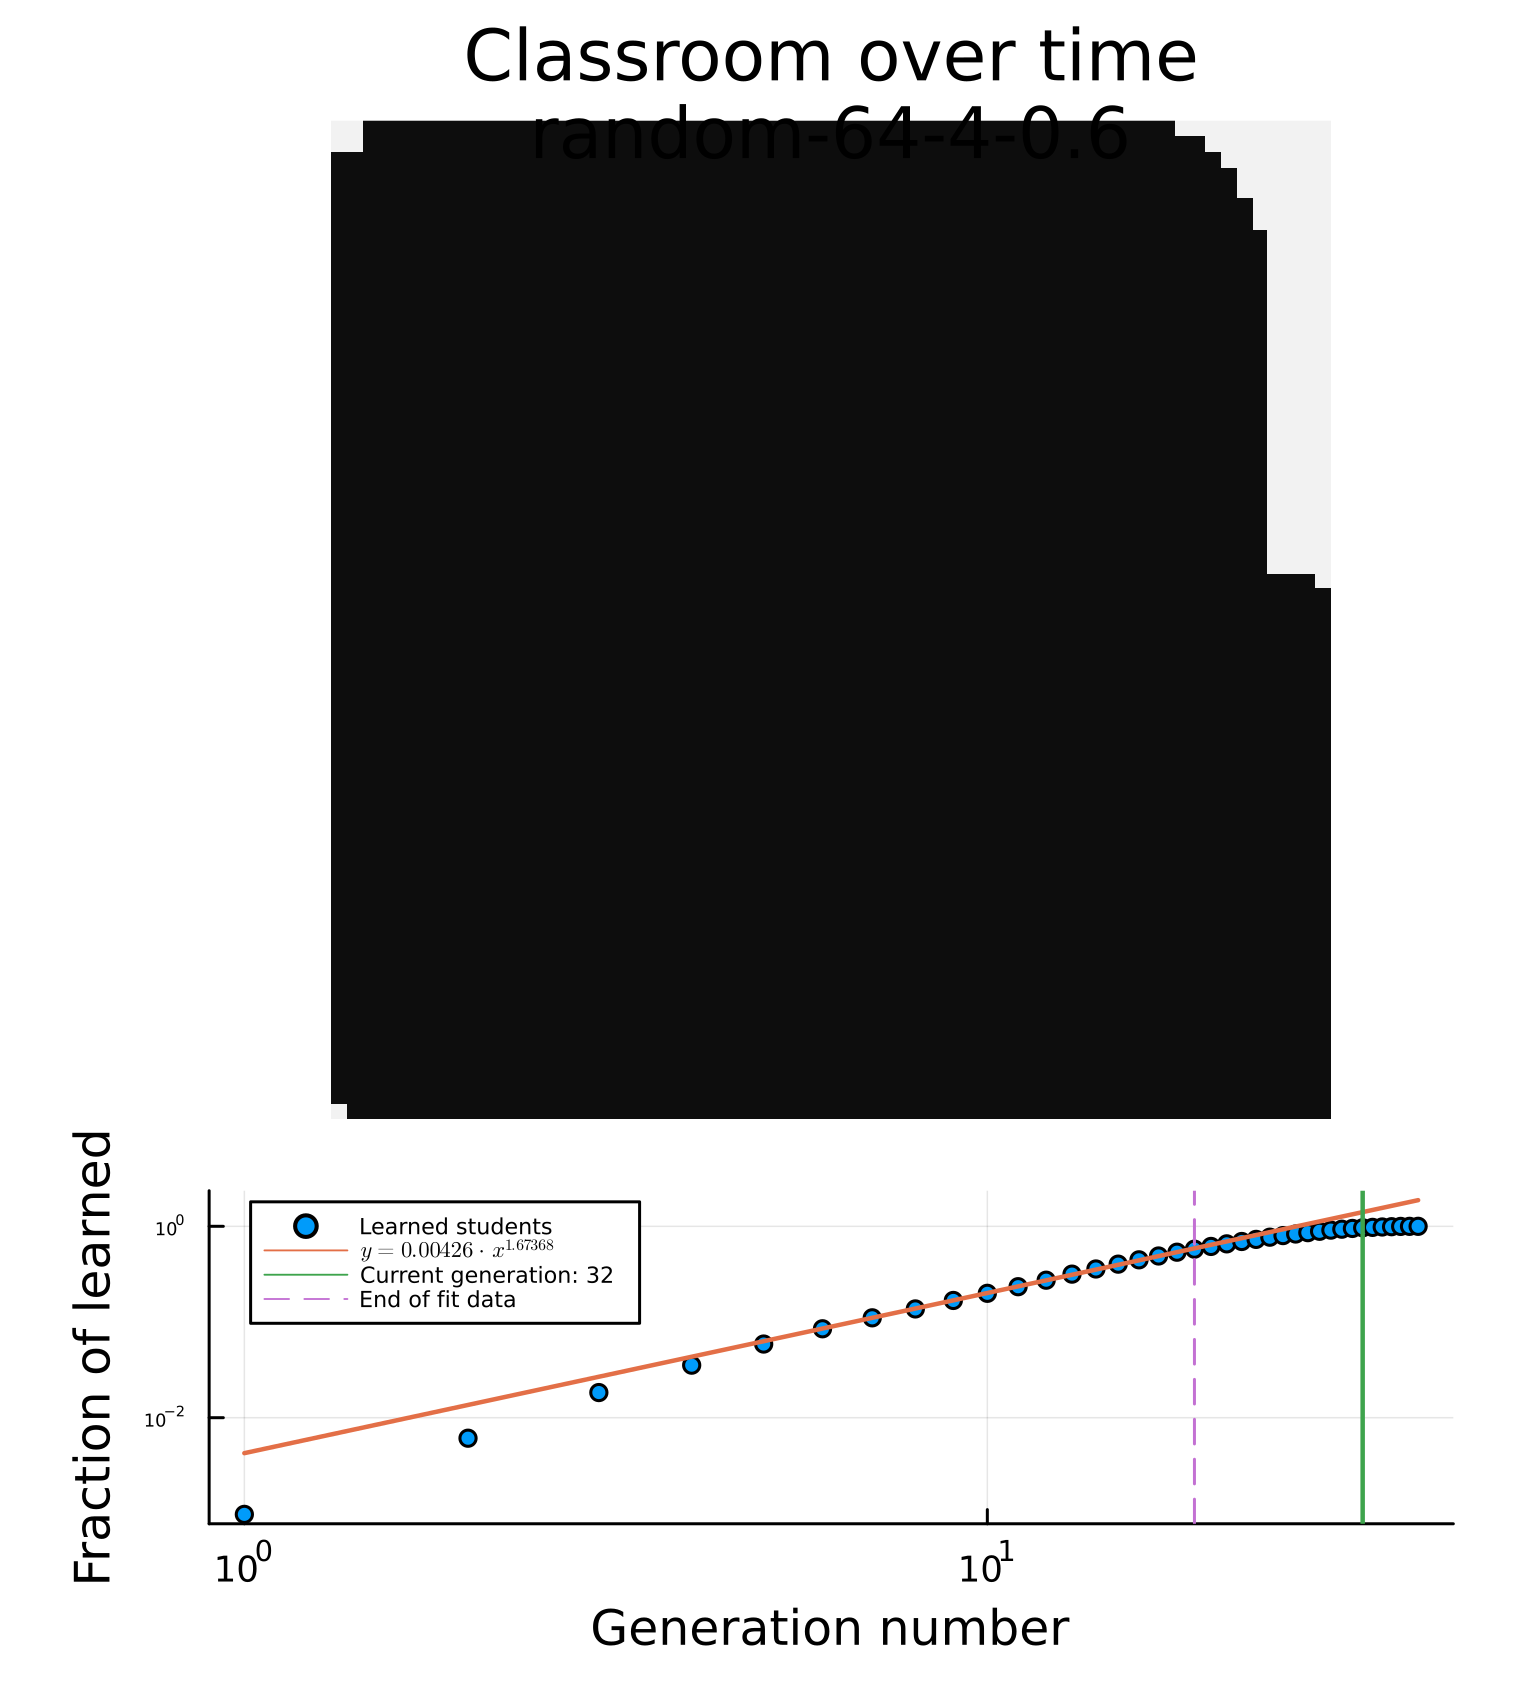 Classroom over time
random-64-4-0.6
Fraction of learned
10^0
10^-2
Learned students
y = 0.00426 · x^1.67368
Current generation: 32
End of fit data
10^0
10^1
Generation number